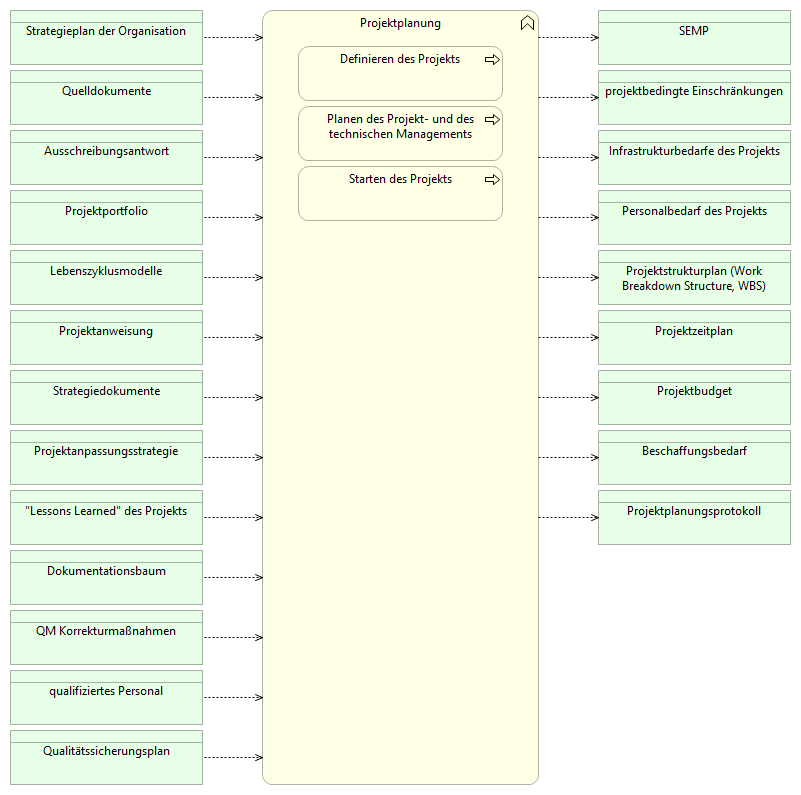 Strategieplan der Organisation
Quelldokumente
Ausschreibungsantwort
Projektportfolio
Lebenszyklusmodelle
Projektanweisung
Strategiedokumente
Projektanpassungsstrategie
"Lessons Learned" des Projekts
Dokumentationsbaum
QM Korrekturmaßnahmen
qualifiziertes Personal
Qualitätssicherungsplan
Projektplanung
Definieren des Projekts
Planen des Projekt- und des
technischen Managements
Starten des Projekts
SEMP
projektbedingte Einschränkungen
Infrastrukturbedarfe des Projekts
Personalbedarf des Projekts
Projektstrukturplan (Work
Breakdown Structure, WBS)
Projektzeitplan
Projektbudget
Beschaffungsbedarf
Projektplanungsprotokoll